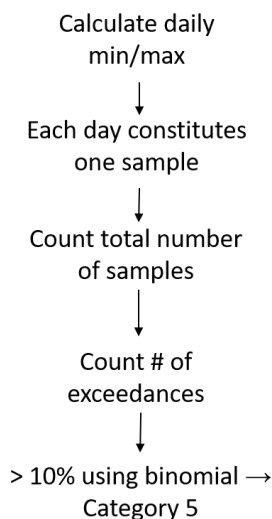 Calculate daily
min/max
Each day constitutes
one sample
Count total number
of samples
Count # of
exceedances
> 10% using binomial →
Category 5